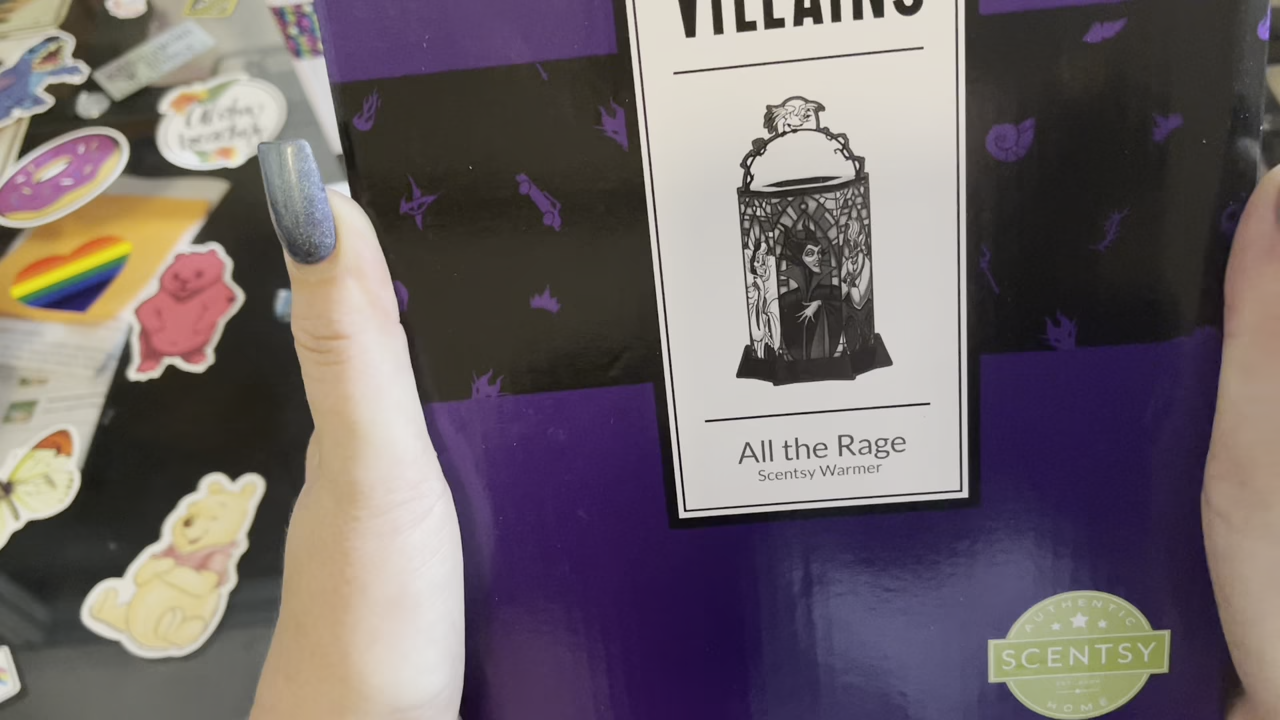 VILLAINS
All the Rage
Scentsy Warmer
AUTHENTIC
SCENTSY
HOME